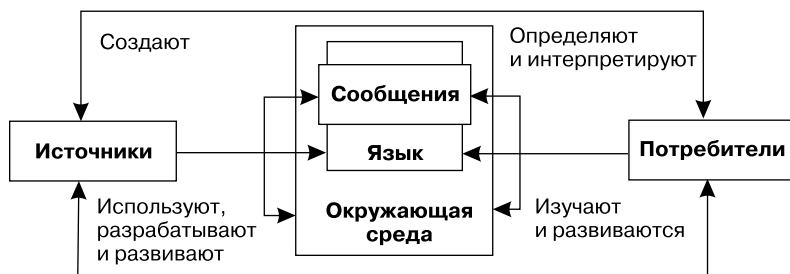 Создают
Определяют
и интерпретируют
Сообщения
Источники
Язык
Потребители
Используют,
разрабатывают
и развивают
Окружающая
среда
Изучают
и развиваются